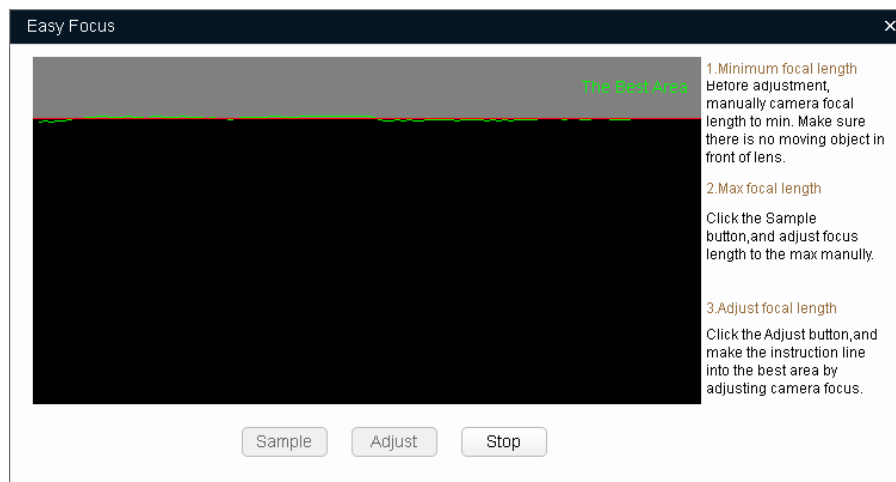 Easy Focus
The Best Area
1.Minimum focal length
Before adjustment,
manually camera focal
length to min. Make sure
there is no moving object in
front of lens.
2.Max focal length
Click the Sample
button,and adjust focus
length to the max manully.
3.Adjust focal length
Click the Adjust button,and
make the instruction line
into the best area by
adjusting camera focus.
Sample
Adjust
Stop